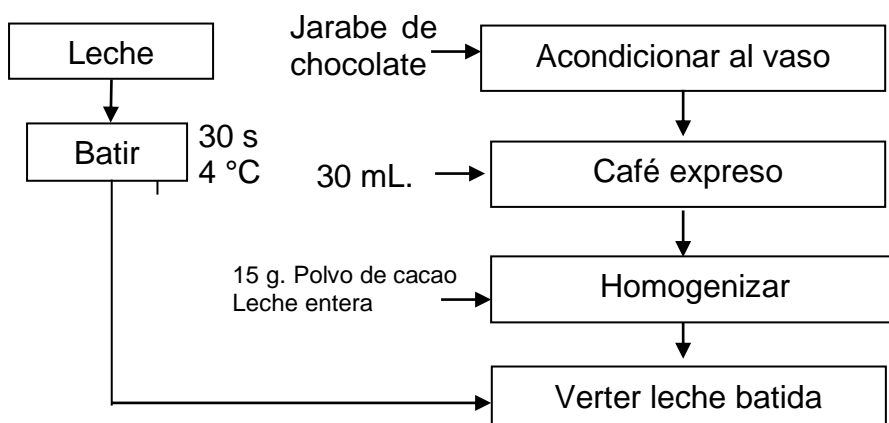 Leche
Batir
30 s
4 °C
Jarabe de
chocolate
Acondicionar al vaso
30 mL.
Café expreso
15 g. Polvo de cacao
Leche entera
Homogenizar
Verter leche batida